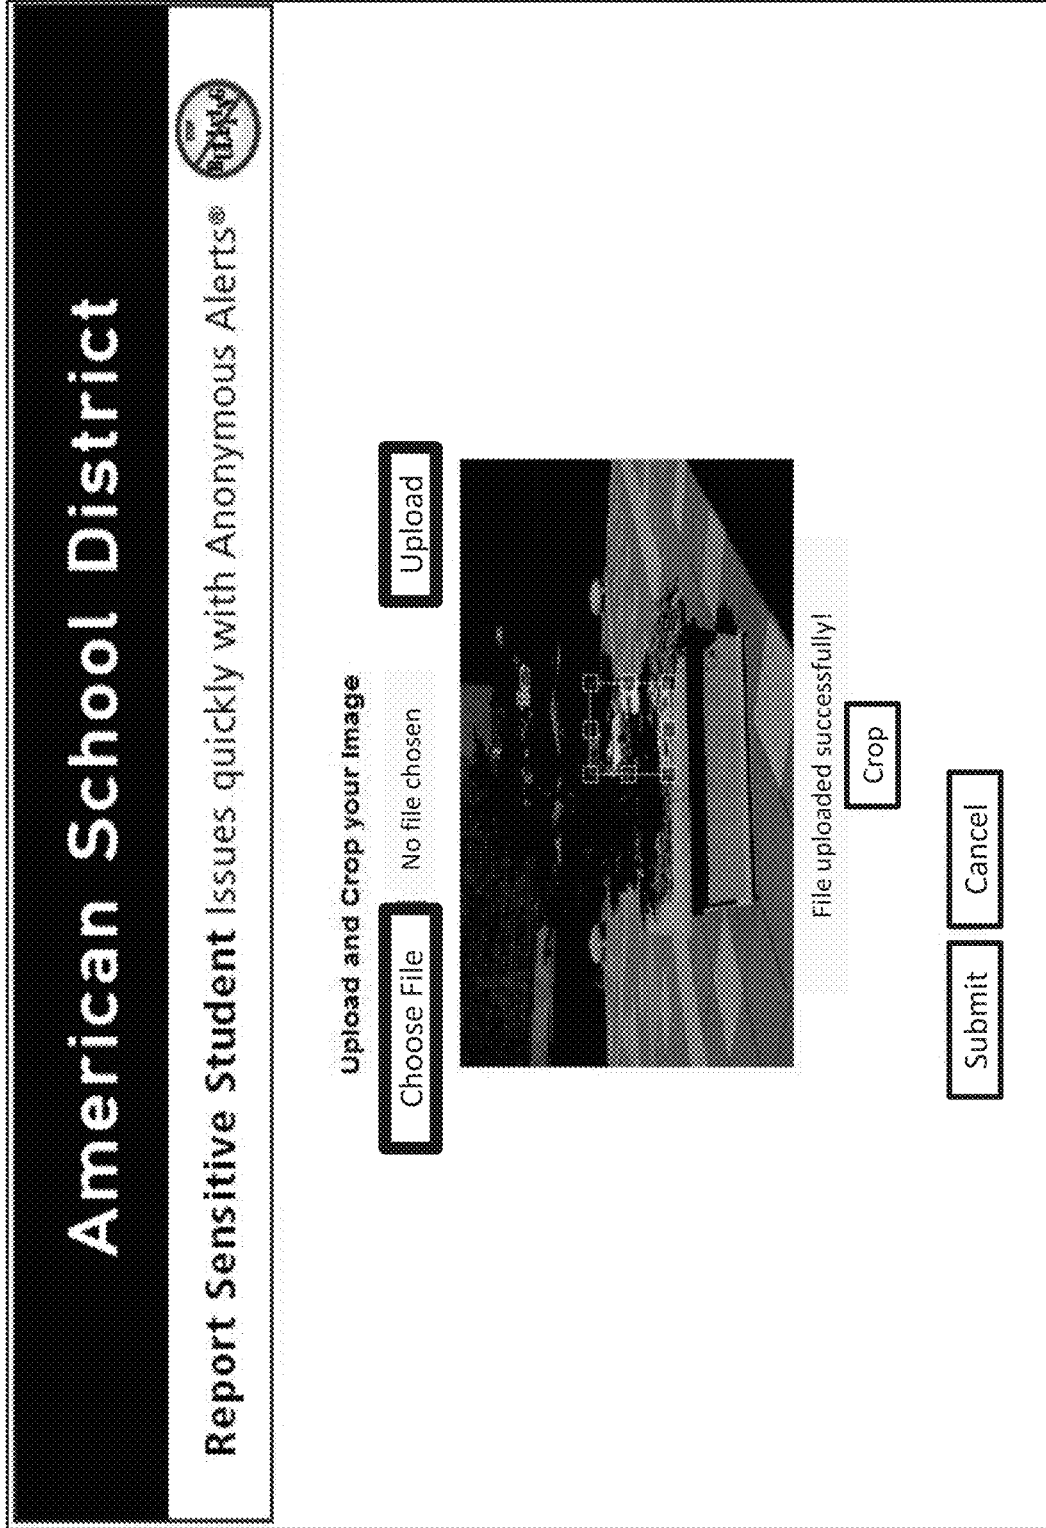 American School District
Report Sensitive Student Issues quickly with Anonymous Alerts®
Upload and Crop your Image
Choose File No file chosen Upload
File uploaded successfully!
Crop
Submit Cancel